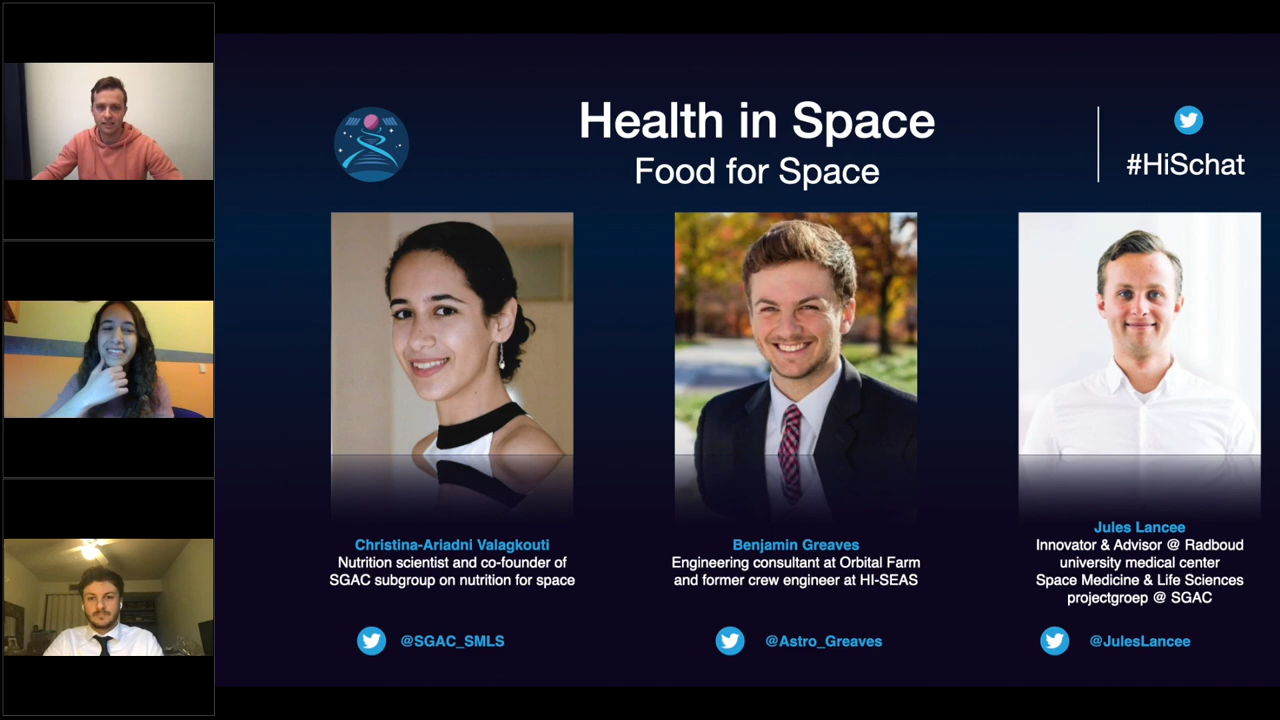 Health in Space
Food for Space
#HiSchat
Christina-Ariadni Valagkouti
Nutrition scientist and co-founder of
SGAC subgroup on nutrition for space
@SGAC_SMLS
Benjamin Greaves
Engineering consultant at Orbital Farm
and former crew engineer at HI-SEAS
@Astro_Greaves
Jules Lancee
Innovator & Advisor @ Radboud
university medical center
Space Medicine & Life Sciences
projectgroep @ SGAC
@JulesLancee